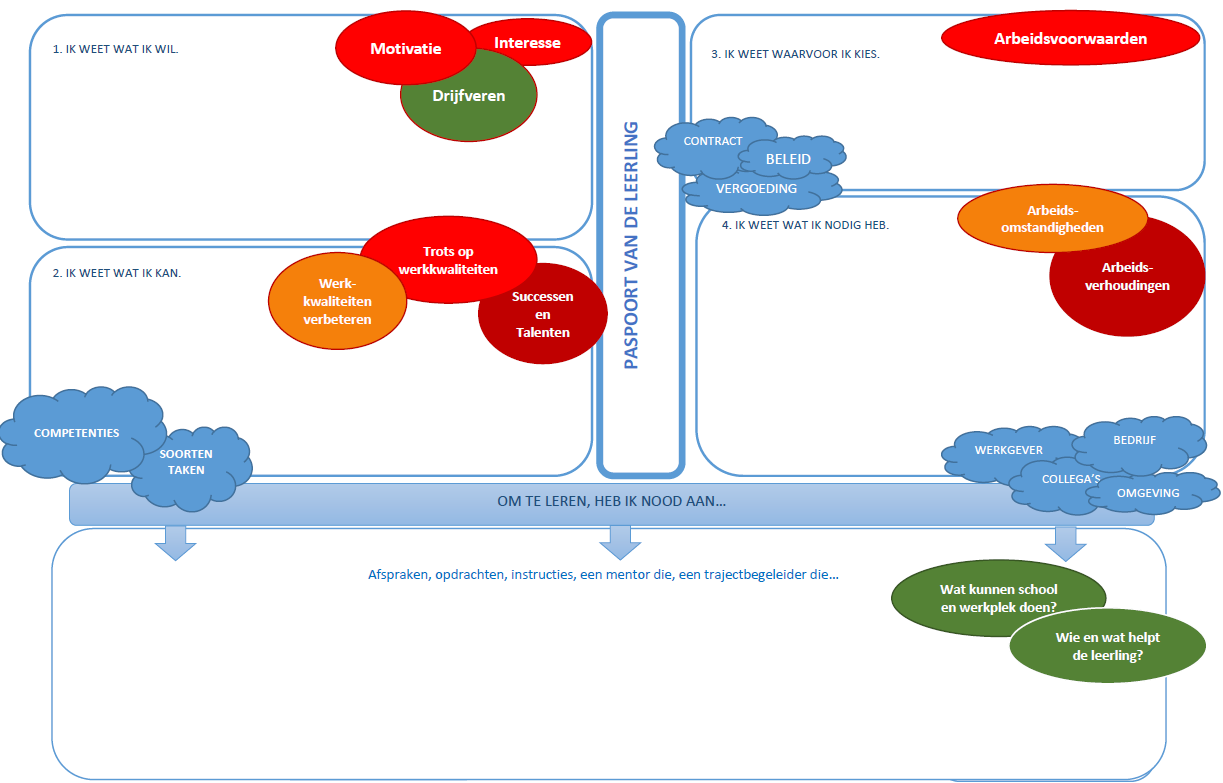 1. IK WEET WAT IK WIL.
Motivatie
Interesse
Drijfveren
2. IK WEET WAT IK KAN.
Trots op
werkkwaliteiten
Werk-
kwaliteiten
verbeteren
Successen
en
Talenten
COMPETENTIES
SOORTEN
TAKEN
PASPOORT VAN DE LEERLING
3. IK WEET WAARVOOR IK KIES.
Arbeidsvoorwaarden
CONTRACT
BELEID
VERGOEDING
4. IK WEET WAT IK NODIG HEB.
Arbeids-
omstandigheden
Arbeids-
verhoudingen
WERKGEVER
BEDRIJF
COLLEGA'S
OMGEVING
OM TE LEREN, HEB IK NOOD AAN…
Afspraken, opdrachten, instructies, een mentor die, een trajectbegeleider die…
Wat kunnen school
en werkplek doen?
Wie en wat helpt
de leerling?